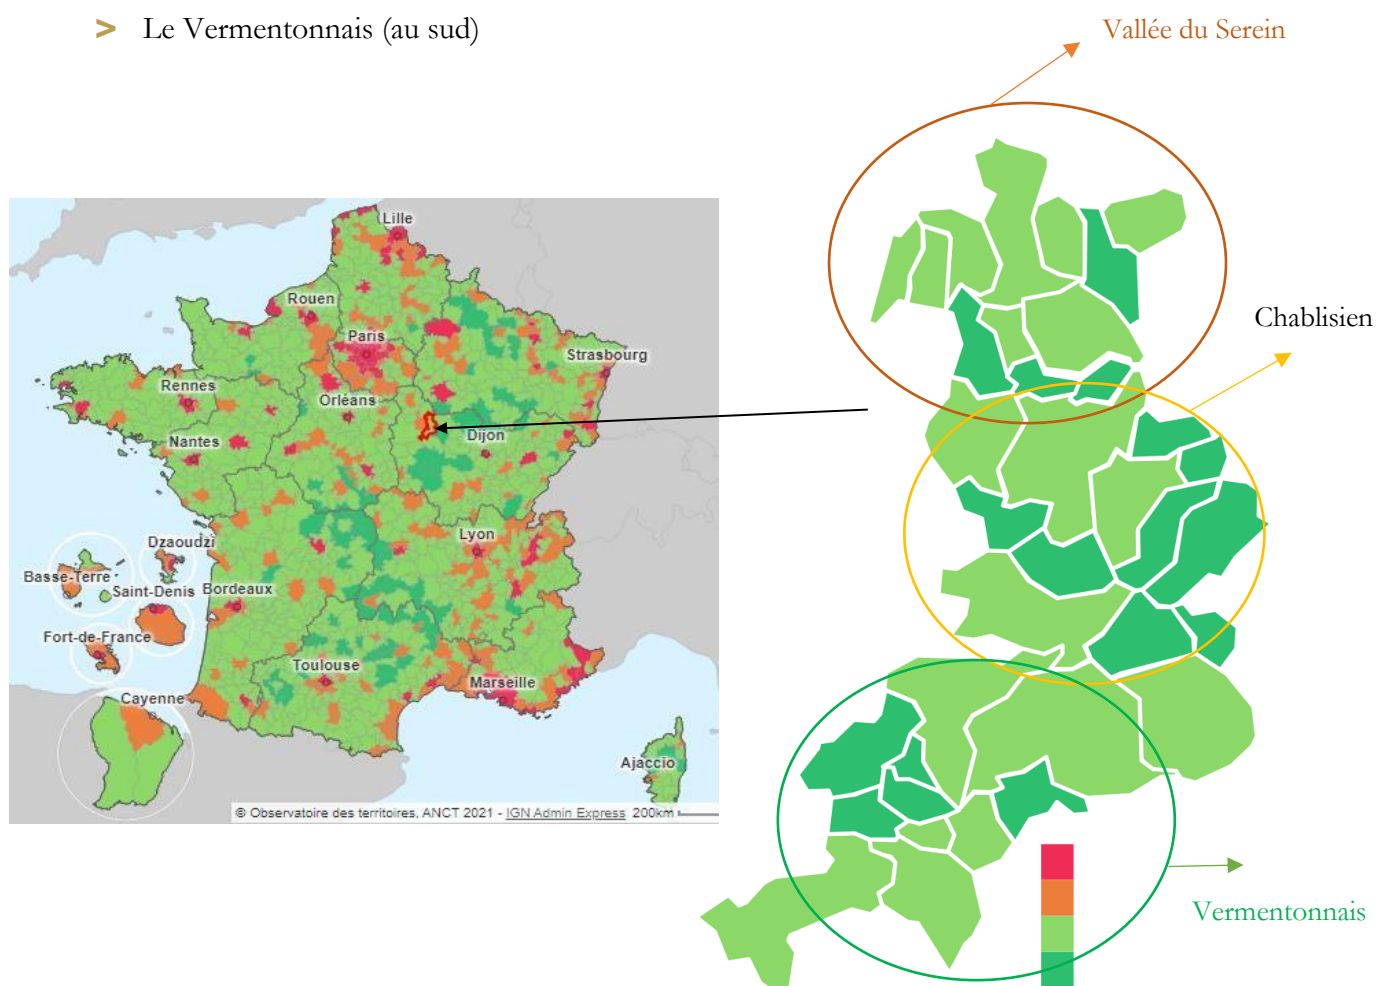 > Le Vermentonnais (au sud)
Vallée du Serein
Chablisien
Vermentonnais
Lille
Rouen
Paris
Strasbourg
Rennes
Orléans
Nantes
Dijon
Lyon
Dzaoudzi
Basse-Terre
Saint-Denis
Bordeaux
Fort-de-France
Toulouse
Marseille
Cayenne
Ajaccio
© Observatoire des territoires, ANCT 2021 - IGN Admin Express 200km